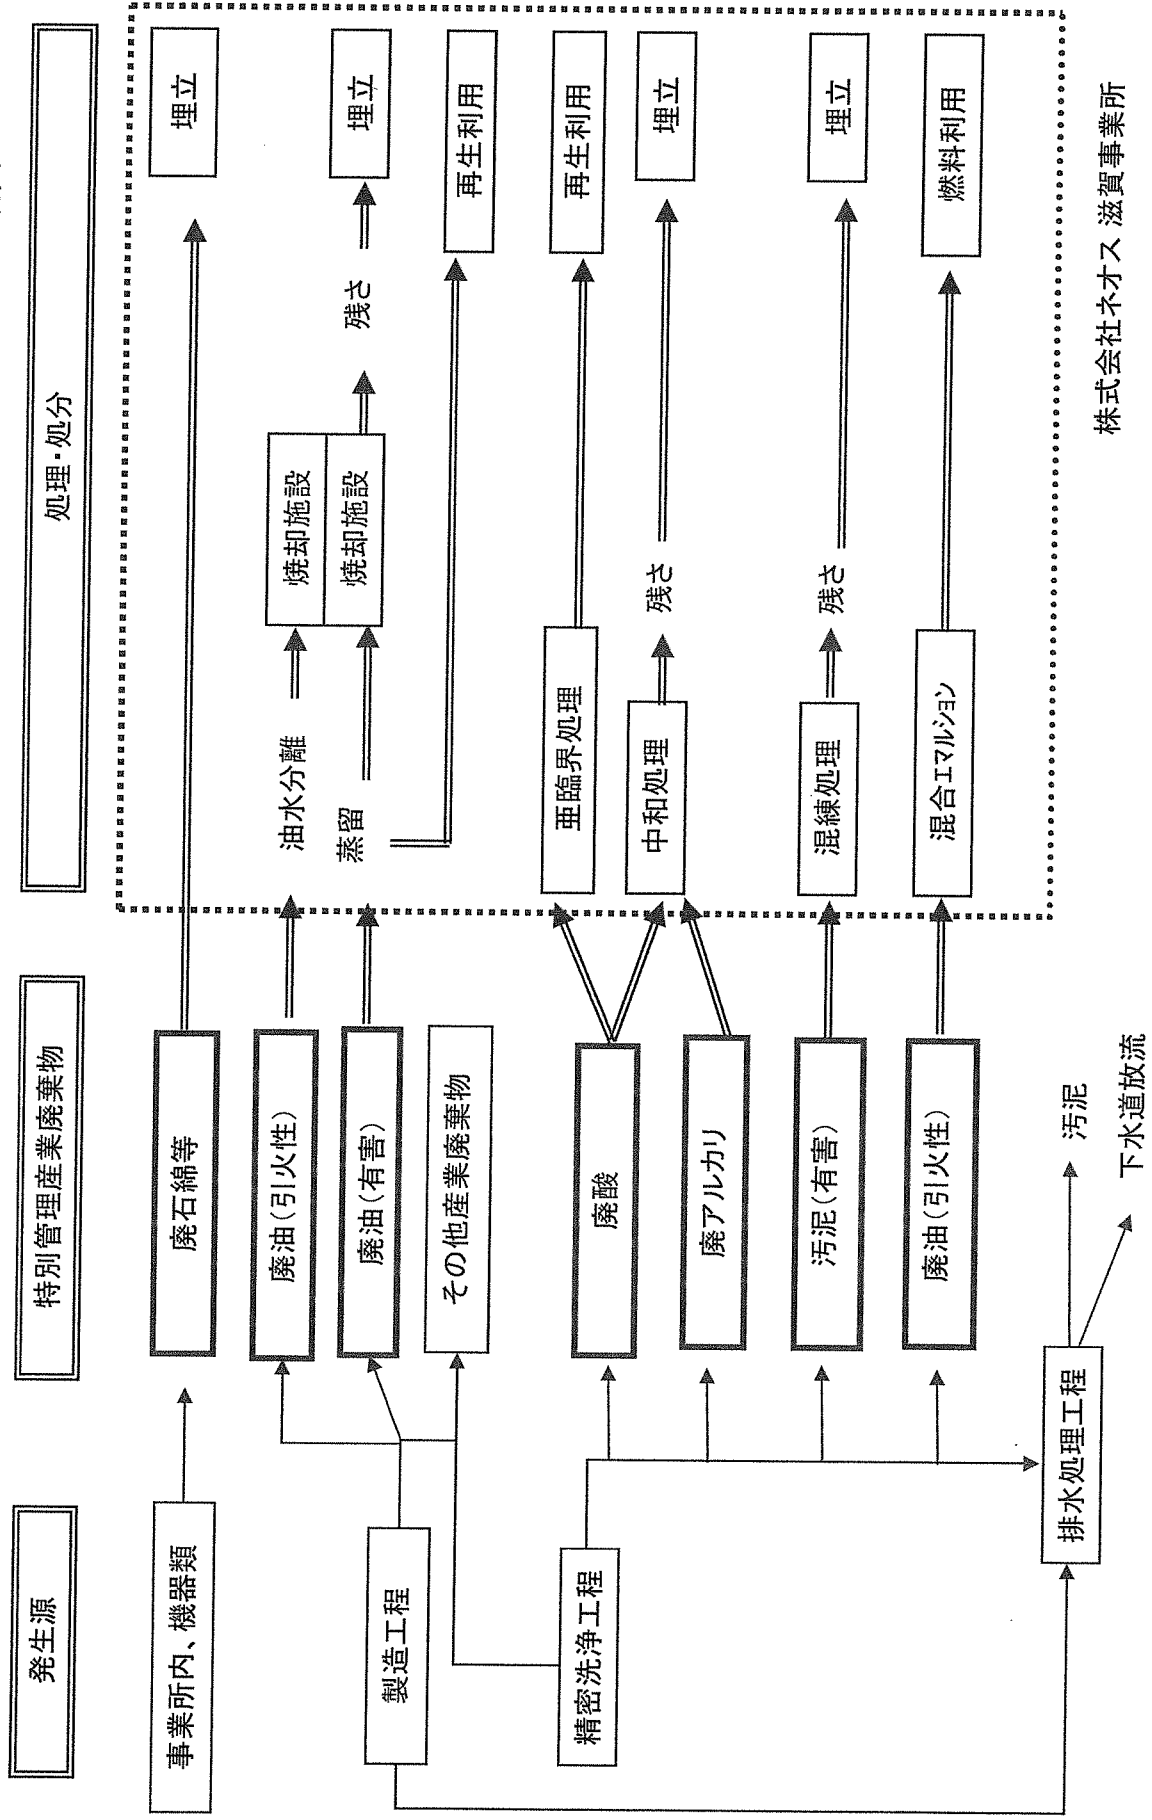 発生源
特別管理産業廃棄物
処理・処分
事業所内、機器類
廃石綿等
埋立
製造工程
廃油(引火性)
油水分離
焼却施設
廃油(有害)
蒸留
焼却施設
残さ
埋立
その他産業廃棄物
再生利用
精密洗浄工程
廃酸
亜臨界処理
再生利用
廃アルカリ
中和処理
残さ
埋立
汚泥(有害)
混練処理
残さ
埋立
廃油(引火性)
混合エマルション
燃料利用
排水処理工程
汚泥
下水道放流
株式会社ネオス 滋賀事業所